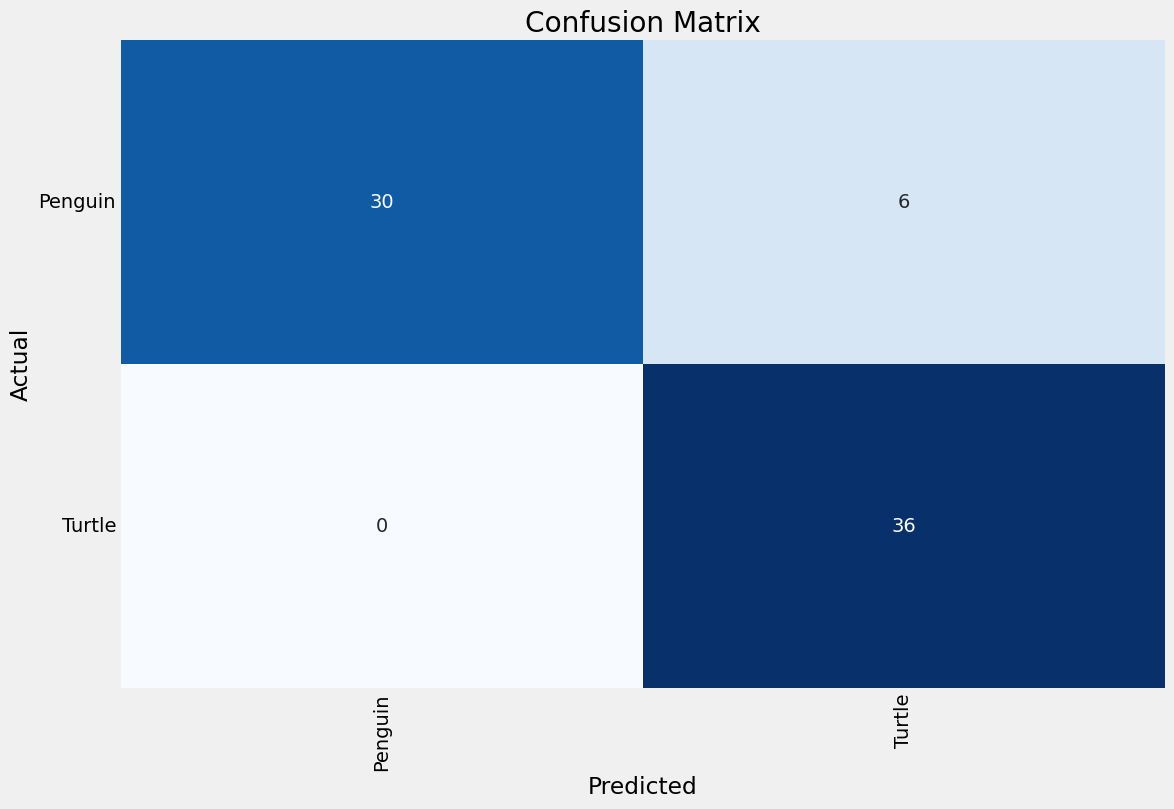 Confusion Matrix
Penguin
30
6
Actual
Turtle
0
36
Penguin
Turtle
Predicted